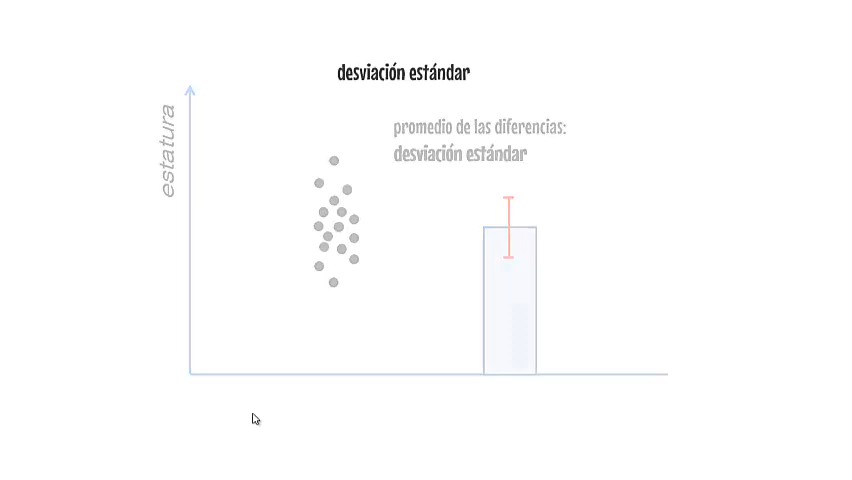 desviación estándar
estatura
promedio de las diferencias:
desviación estándar